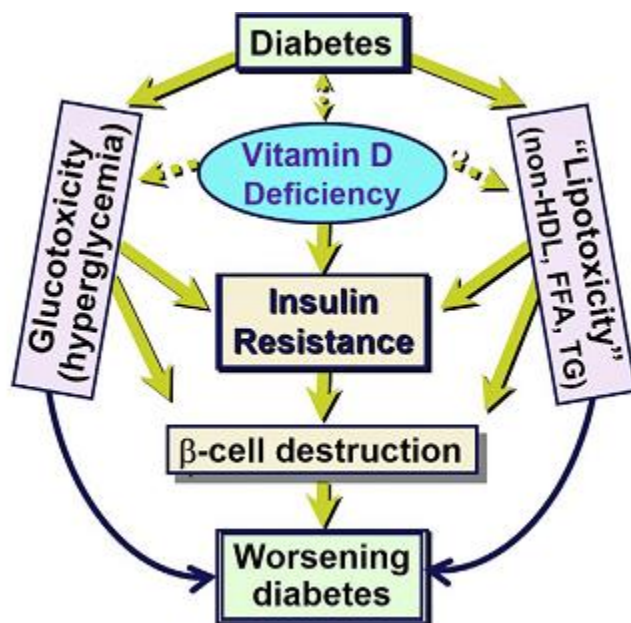 Diabetes
Glucotoxicity
(hyperglycemia)
Vitamin D
Deficiency
“Lipotoxicity”
(non-HDL, FFA, TG)
Insulin
Resistance
β-cell destruction
Worsening
diabetes